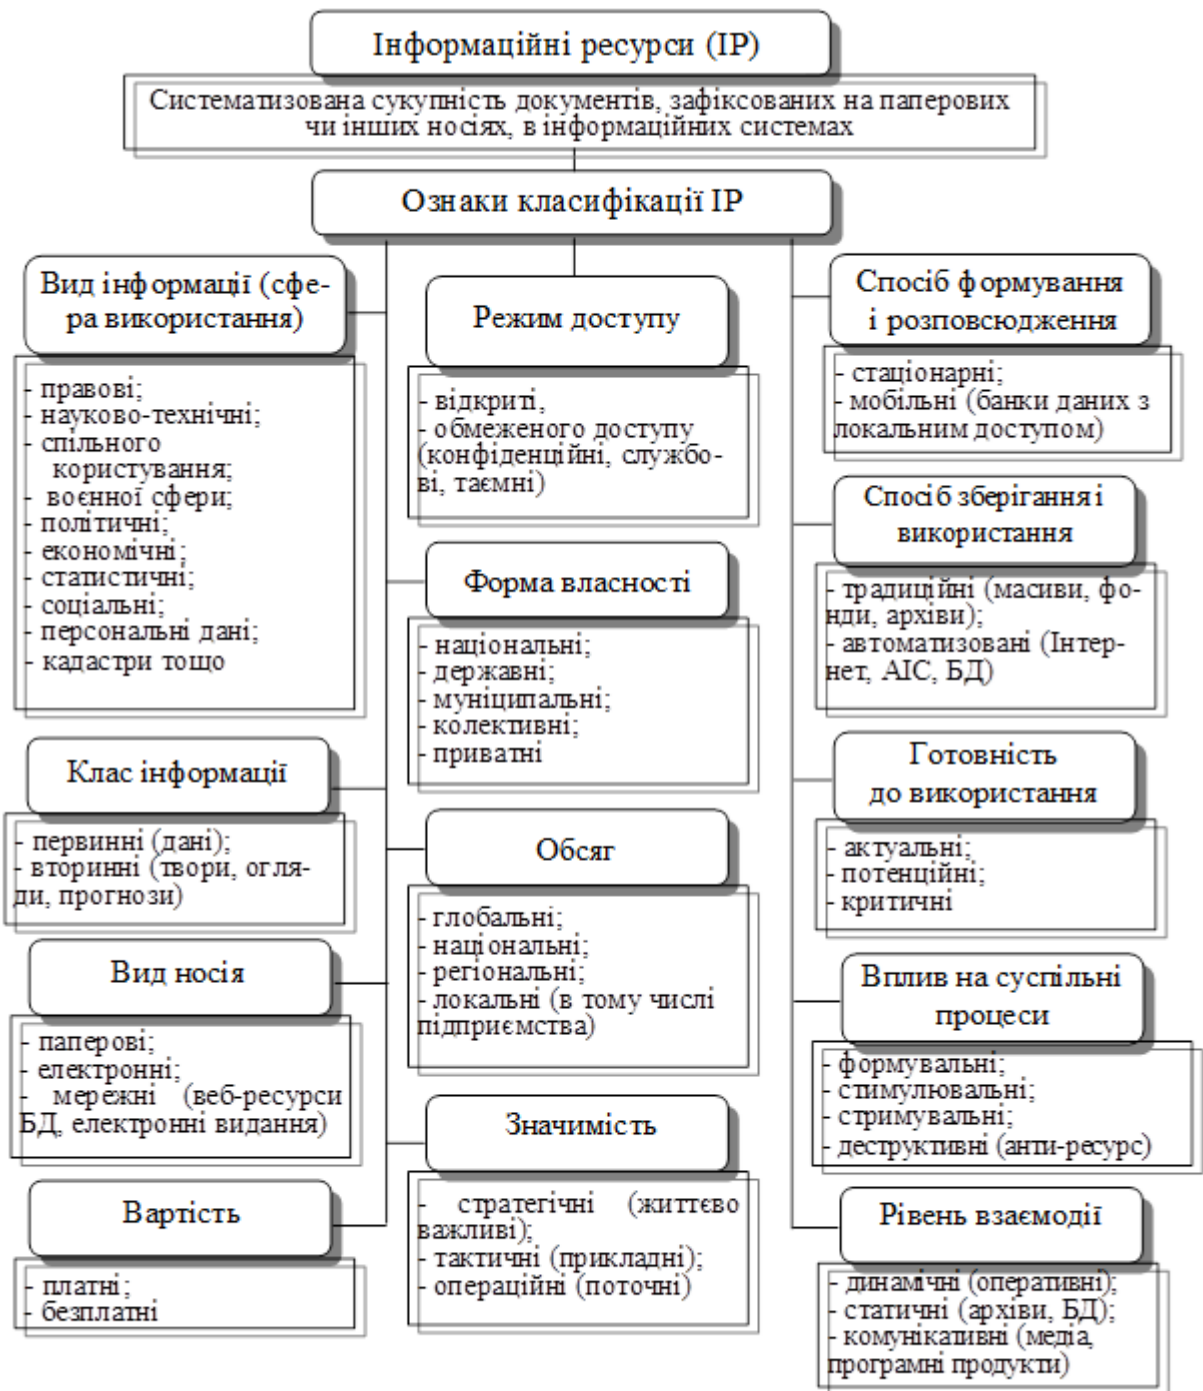 Інформаційні ресурси (ІР)
Систематизована сукупність документів, зафіксованих на паперових
чи інших носіях, в інформаційних системах
Ознаки класифікації ІР
Вид інформації (сфе-
ра використання)
- правові;
- науково-технічні;
- спільного
користування;
- воєнної сфери;
- політичні;
- економічні;
- статистичні;
- соціальні;
- персональні дані;
- кадастри тощо
Клас інформації
- первинні (дані);
- вторинні (твори, огля-
ди, прогнози)
Вид носія
- паперові;
- електронні;
- мережні (веб-ресурси
БД, електронні видання)
Вартість
- платні;
- безплатні
Режим доступу
- відкриті,
- обмеженого доступу
(конфіденційні, службо-
ві, таємні)
Форма власності
- національні;
- державні;
- муніципальні;
- колективні;
- приватні
Обсяг
- глобальні;
- національні;
- регіональні;
- локальні (в тому числі
підприємства)
Значимість
- стратегічні (життєво
важливі);
- тактичні (прикладні);
- операційні (поточні)
Спосіб формування
і розповсюдження
- стаціонарні;
- мобільні (банки даних з
локальним доступом)
Спосіб зберігання і
використання
- традиційні (масиви, фо-
нди, архіви);
- автоматизовані (Інтер-
нет, АІС, БД)
Готовність
до використання
- актуальні;
- потенційні;
- критичні
Вплив на суспільні
процеси
- формувальні;
- стимулювальні;
- стримувальні;
- деструктивні (анти-ресурс)
Рівень взаємодії
- динамічні (оперативні);
- статичні (архіви, БД);
- комунікативні (медіа,
програмні продукти)